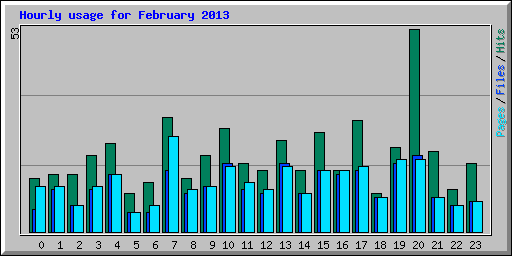 Hourly usage for February 2013
53
Pages/Files/Hits
0 1 2 3 4 5 6 7 8 9 10 11 12 13 14 15 16 17 18 19 20 21 22 23